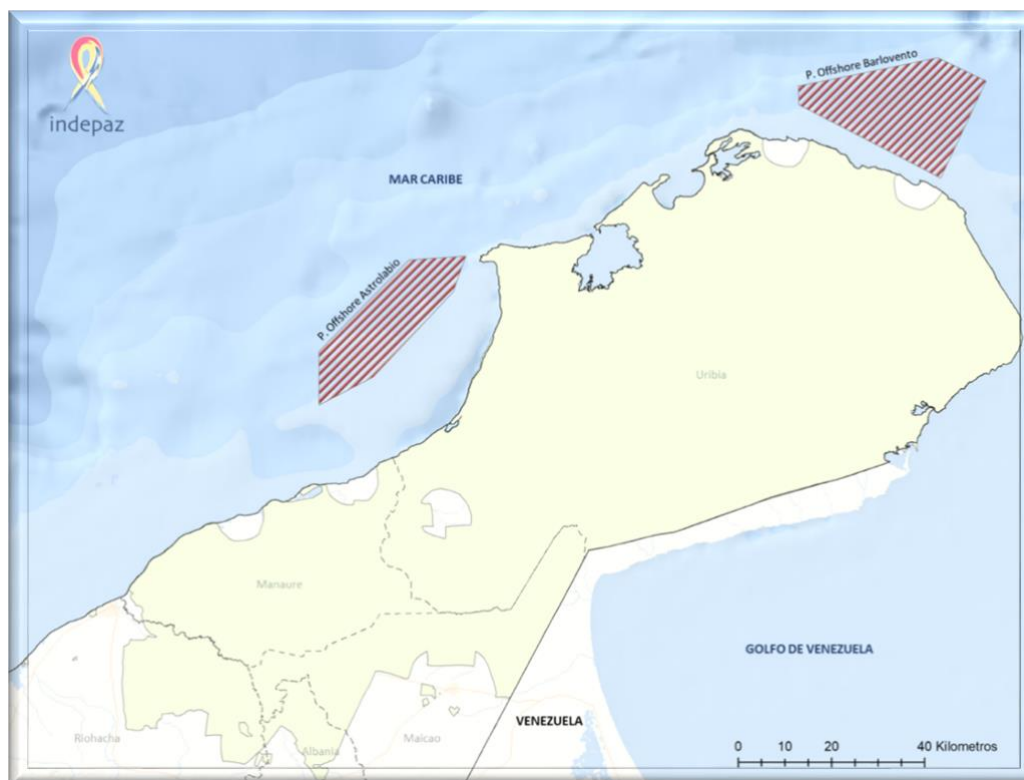 P. Offshore Barlovento
indepaz
MAR CARIBE
P. Offshore Astrolabio
Uribia
Manaure
GOLFO DE VENEZUELA
VENEZUELA
Riohacha
Albania
Maicao
0 10 20 40 Kilometros